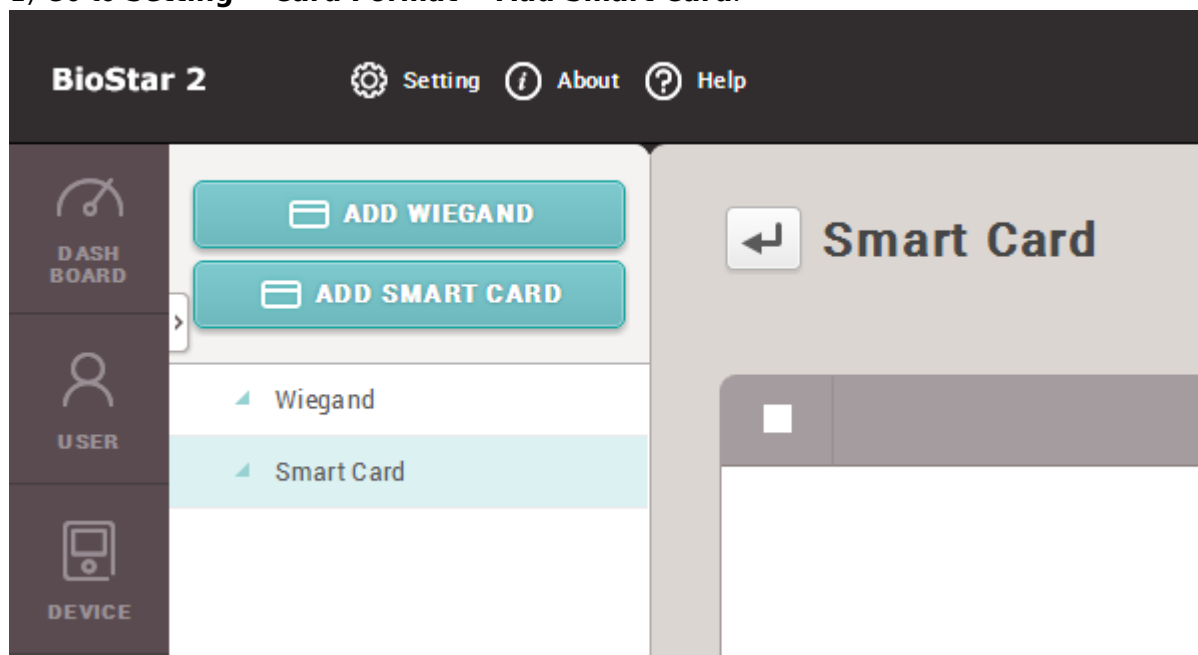 BioStar 2 Setting About Help
DASH
BOARD
USER
DEVICE
ADD WIEGAND
ADD SMART CARD
Wiegand
Smart Card
Smart Card